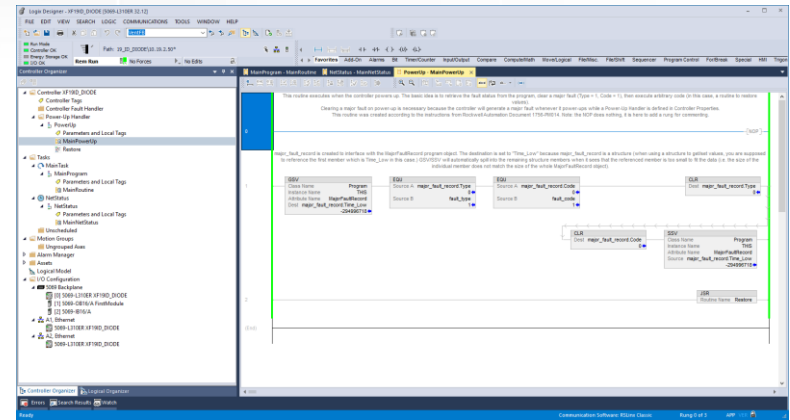 Logix Designer - XF19ID_DIODE [5069-L310ER 32.12]
FILE EDIT VIEW SEARCH LOGIC COMMUNICATIONS TOOLS WINDOW HELP
Run Mode
Controller OK
Energy Storage OK
I/O OK
Path:
Rem Run
No Forces
No Edits
Favorites Add-On Alarms Bit Timer/Counter Input/Output Compare Compute/Math Move/Logical File/Misc. File/Shift Sequencer Program Control For/Break Special HMI
Controller Organizer
MainProgram - MainRoutine
NetStatus - MainNetStatus
PowerUp - MainPowerUp
Controller XF19ID_DIODE
Controller Tags
Controller Fault Handler
Power-Up Handler
PowerUp
Parameters and Local Tags
MainPowerUp
Restore
Tasks
MainTask
MainProgram
Parameters and Local Tags
MainRoutine
NetStatus
NetStatus
Parameters and Local Tags
MainNetStatus
Unscheduled
Motion Groups
Ungrouped Axes
Alarm Manager
Assets
Logical Model
I/O Configuration
5069 Backplane
[0] 5069-L310ER XF19ID_DIODE
[1] 5069-OB16/A FirstModule
[2] 5069-IB16/A
A1, Ethernet
5069-L310ER XF19ID_DIODE
A2, Ethernet
5069-L310ER XF19ID_DIODE
This routine executes when the controller powers up. The basic idea is to retrieve the fault status from the program, clear a major fault (Type = 1, Code = 1), then execute arbitrary code (in this case, a routine to restore
values).
Clearing a major fault on power-up is necessary because the controller will generate a major fault whenever it power-ups while a Power-Up Handler is defined in Controller Properties.
This routine was created according to the instructions from Rockwell Automation Document 1756-PM014. Note: the NOP does nothing, it is here to add a rung for commenting
0
NOP
major_fault_record is created to interface with the MajorFaultRecord program object. The destination is set to "Time_Low" because major_fault_record is a structure (when using a structure to get/set values, you are supposed
to reference the first member which is Time_Low in this case.) GSV/SSV will automatically spill into the remaining structure members when it sees that the referenced member is too small to fit the data (i.e. the size of the
individual member does not match the size of the whole MajorFaultRecord object).
1
GSV
Class Name Program
Instance Name THIS
Attribute Name MajorFaultRecord
Dest major_fault_record.Time_Low
EQU
Source A major_fault_record.Type
0
Source B fault_type
1
EQU
Source A major_fault_record.Code
0
Source B fault_code
1
CLR
Dest major_fault_record.Type
0
CLR
Dest major_fault_record.Code
0
SSV
Class Name Program
Instance Name THIS
Attribute Name MajorFaultRecord
Source major_fault_record.Time_Low
2
JSR
Routine Name Restore
(End)
Controller Organizer
Logical Organizer
Errors
Search Results
Watch
Ready
Communication Software: RSLinx Classic
Rung 0 of 3
APP